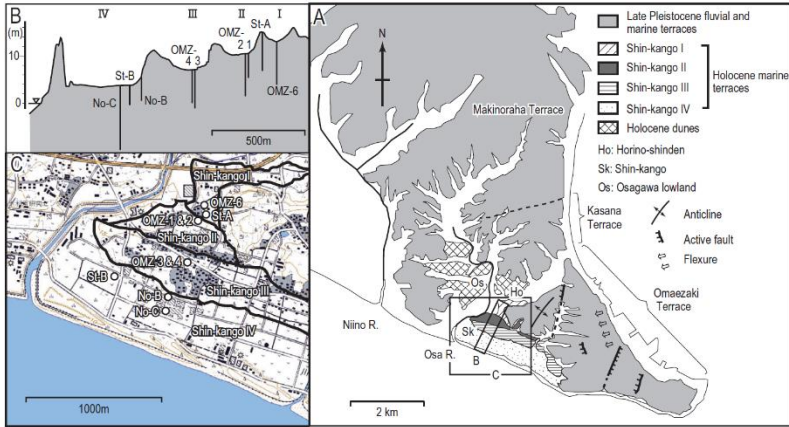 B
IV
III
II
I
(m)
10
0
St-B
No-C
No-B
OMZ-
4 3
OMZ-
2 1
St-A
OMZ-6
500m
C
Shin-kango I
OMZ-6
St-A
OMZ-1 & 2
Shin-kango II
OMZ-3 & 4
St-B
Shin-kango III
No-B
No-C
Shin-kango IV
1000m
A
N
Makinoraha Terrace
Late Pleistocene fluvial and
marine terraces
Shin-kango I
Shin-kango II
Shin-kango III
Shin-kango IV
Holocene marine
terraces
Holocene dunes
Ho: Horino-shinden
Sk: Shin-kango
Os: Osagawa lowland
Kasana
Terrace
Anticline
Active fault
Flexure
Omaezaki
Terrace
Os
Ho
Niino R.
Sk
Osa R.
B
C
2 km